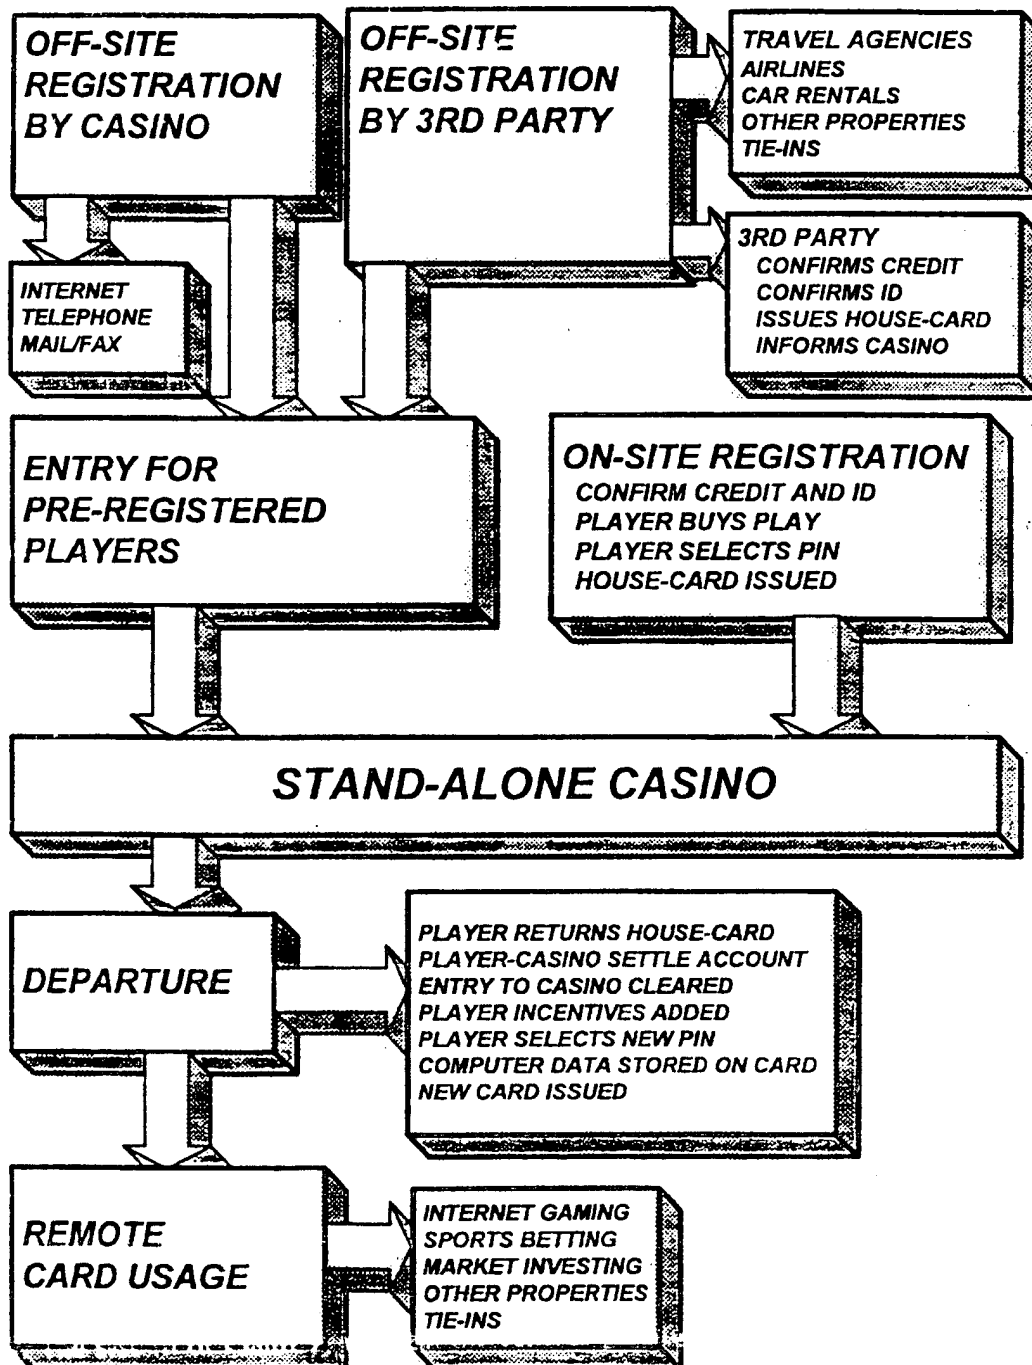 OFF-SITE
REGISTRATION
BY CASINO
OFF-SITE
REGISTRATION
BY 3RD PARTY
TRAVEL AGENCIES
AIRLINES
CAR RENTALS
OTHER PROPERTIES
TIE-INS
INTERNET
TELEPHONE
MAIL/FAX
3RD PARTY
CONFIRMS CREDIT
CONFIRMS ID
ISSUES HOUSE-CARD
INFORMS CASINO
ENTRY FOR
PRE-REGISTERED
PLAYERS
ON-SITE REGISTRATION
CONFIRM CREDIT AND ID
PLAYER BUYS PLAY
PLAYER SELECTS PIN
HOUSE-CARD ISSUED
STAND-ALONE CASINO
DEPARTURE
PLAYER RETURNS HOUSE-CARD
PLAYER-CASINO SETTLE ACCOUNT
ENTRY TO CASINO CLEARED
PLAYER INCENTIVES ADDED
PLAYER SELECTS NEW PIN
COMPUTER DATA STORED ON CARD
NEW CARD ISSUED
REMOTE
CARD USAGE
INTERNET GAMING
SPORTS BETTING
MARKET INVESTING
OTHER PROPERTIES
TIE-INS